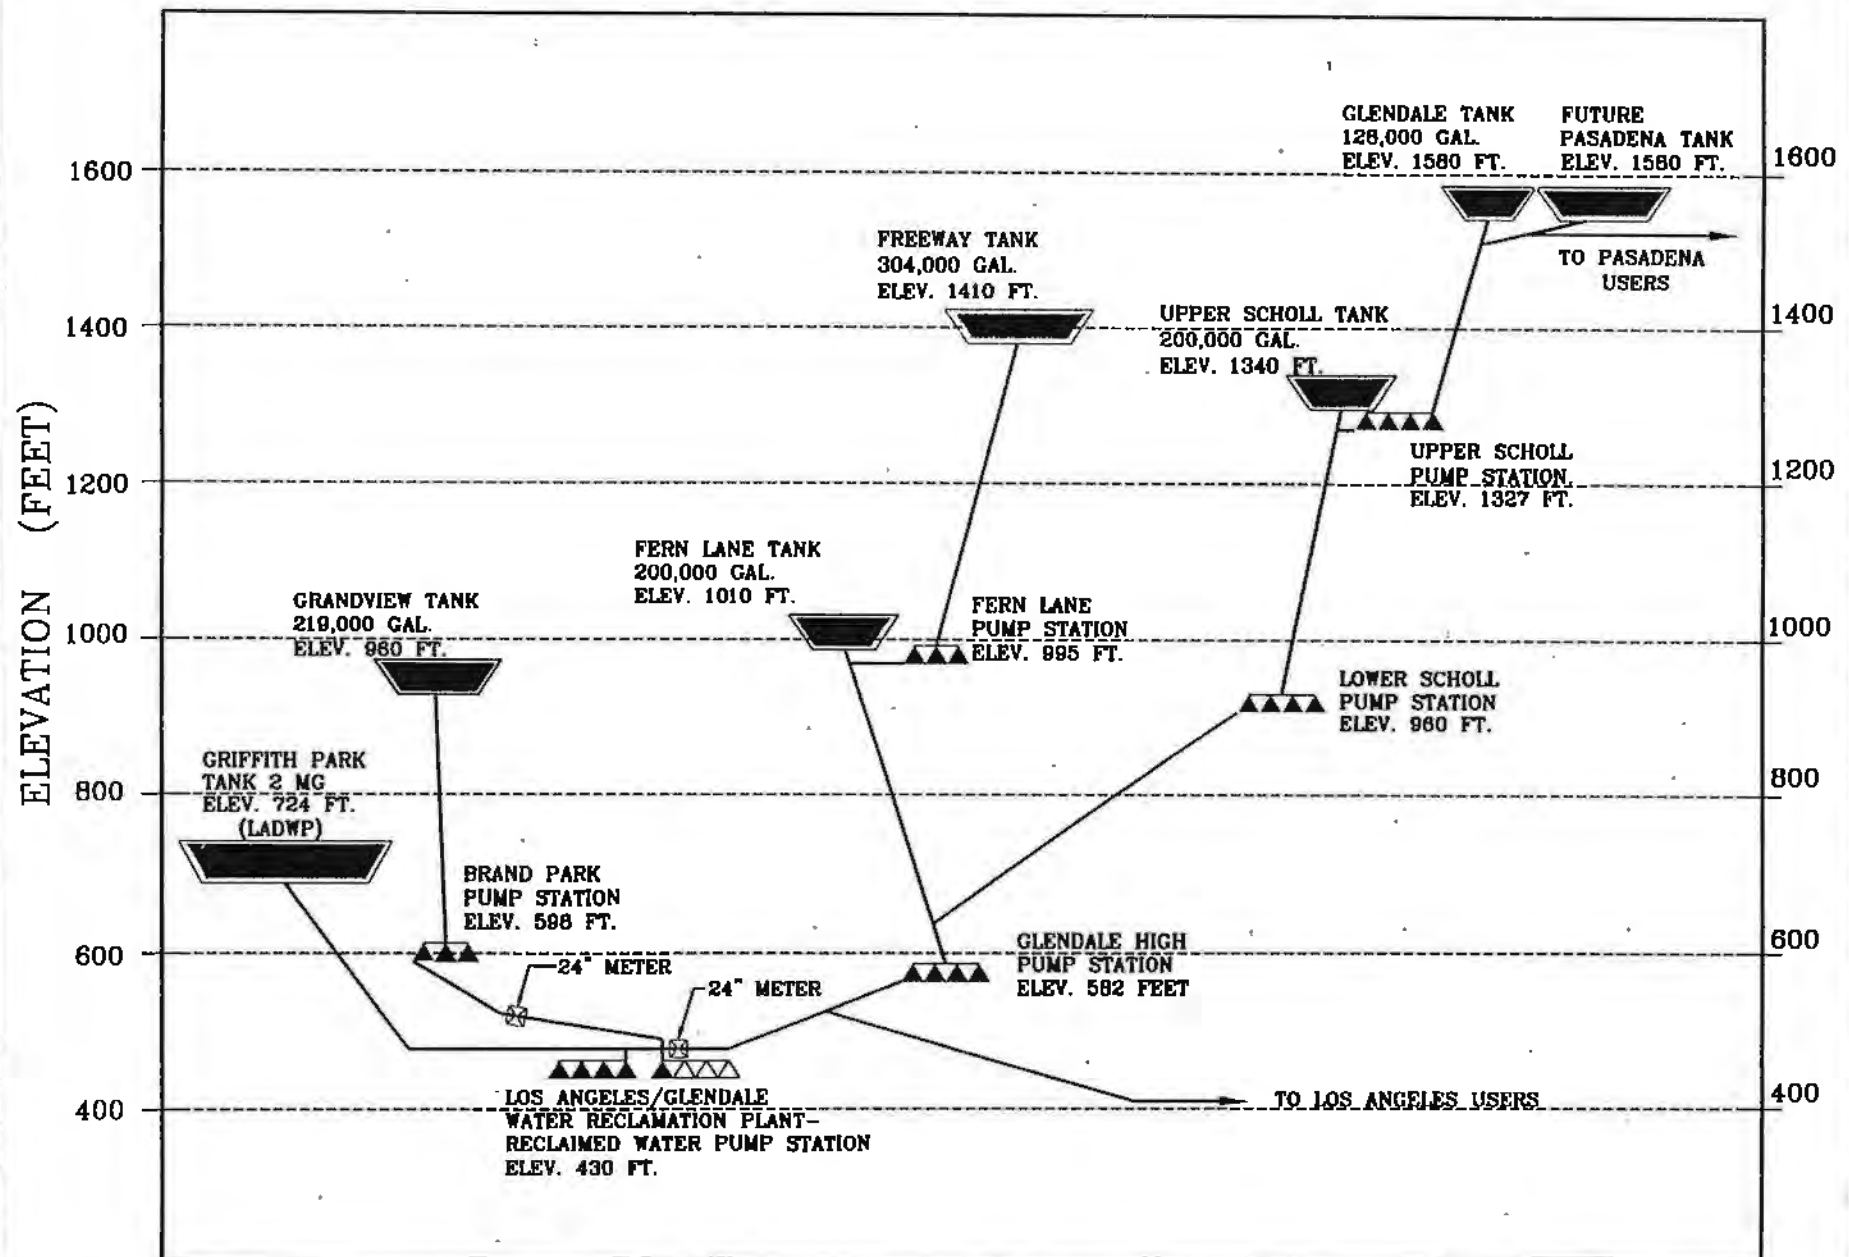 GLENDALE TANK
128,000 GAL.
ELEV. 1580 FT.
FUTURE
PASADENA TANK
ELEV. 1580 FT.
1600
1600
TO PASADENA
USERS
FREEWAY TANK
304,000 GAL.
ELEV. 1410 FT.
UPPER SCHOLL TANK
200,000 GAL.
ELEV. 1340 FT.
1400
1400
UPPER SCHOLL
PUMP STATION
ELEV. 1327 FT.
1200
1200
ELEVATION (FEET)
FERN LANE TANK
200,000 GAL.
ELEV. 1010 FT.
GRANDVIEW TANK
219,000 GAL.
ELEV. 960 FT.
FERN LANE
PUMP STATION
ELEV. 995 FT.
1000
1000
LOWER SCHOLL
PUMP STATION
ELEV. 960 FT.
GRIFFITH PARK
TANK 2 MG
ELEV. 724 FT.
(LADWP)
800
800
BRAND PARK
PUMP STATION
ELEV. 598 FT.
GLENDALE HIGH
PUMP STATION
ELEV. 582 FEET
600
600
24" METER
24" METER
LOS ANGELES/GLENDALE
WATER RECLAMATION PLANT-
RECLAIMED WATER PUMP STATION
ELEV. 430 FT.
TO LOS ANGELES USERS
400
400